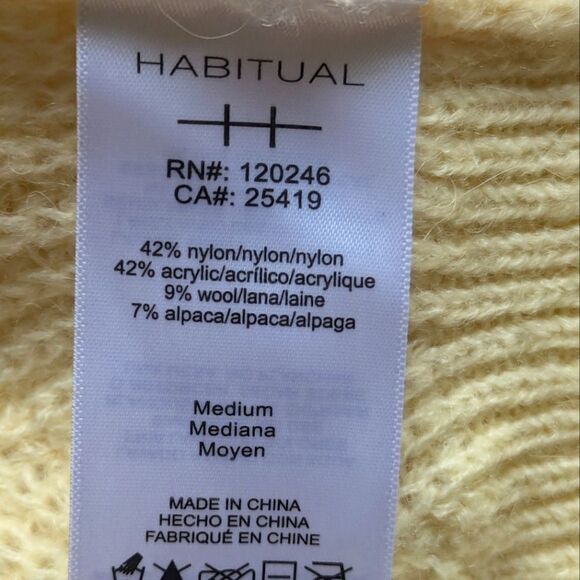 HABITUAL
RN#: 120246
CA#: 25419
42% nylon/nylon/nylon
42% acrylic/acrílico/acrylique
9% wool/lana/laine
7% alpaca/alpaca/alpaga
Medium
Mediana
Moyen
MADE IN CHINA
HECHO EN CHINA
FABRIQUÉ EN CHINE